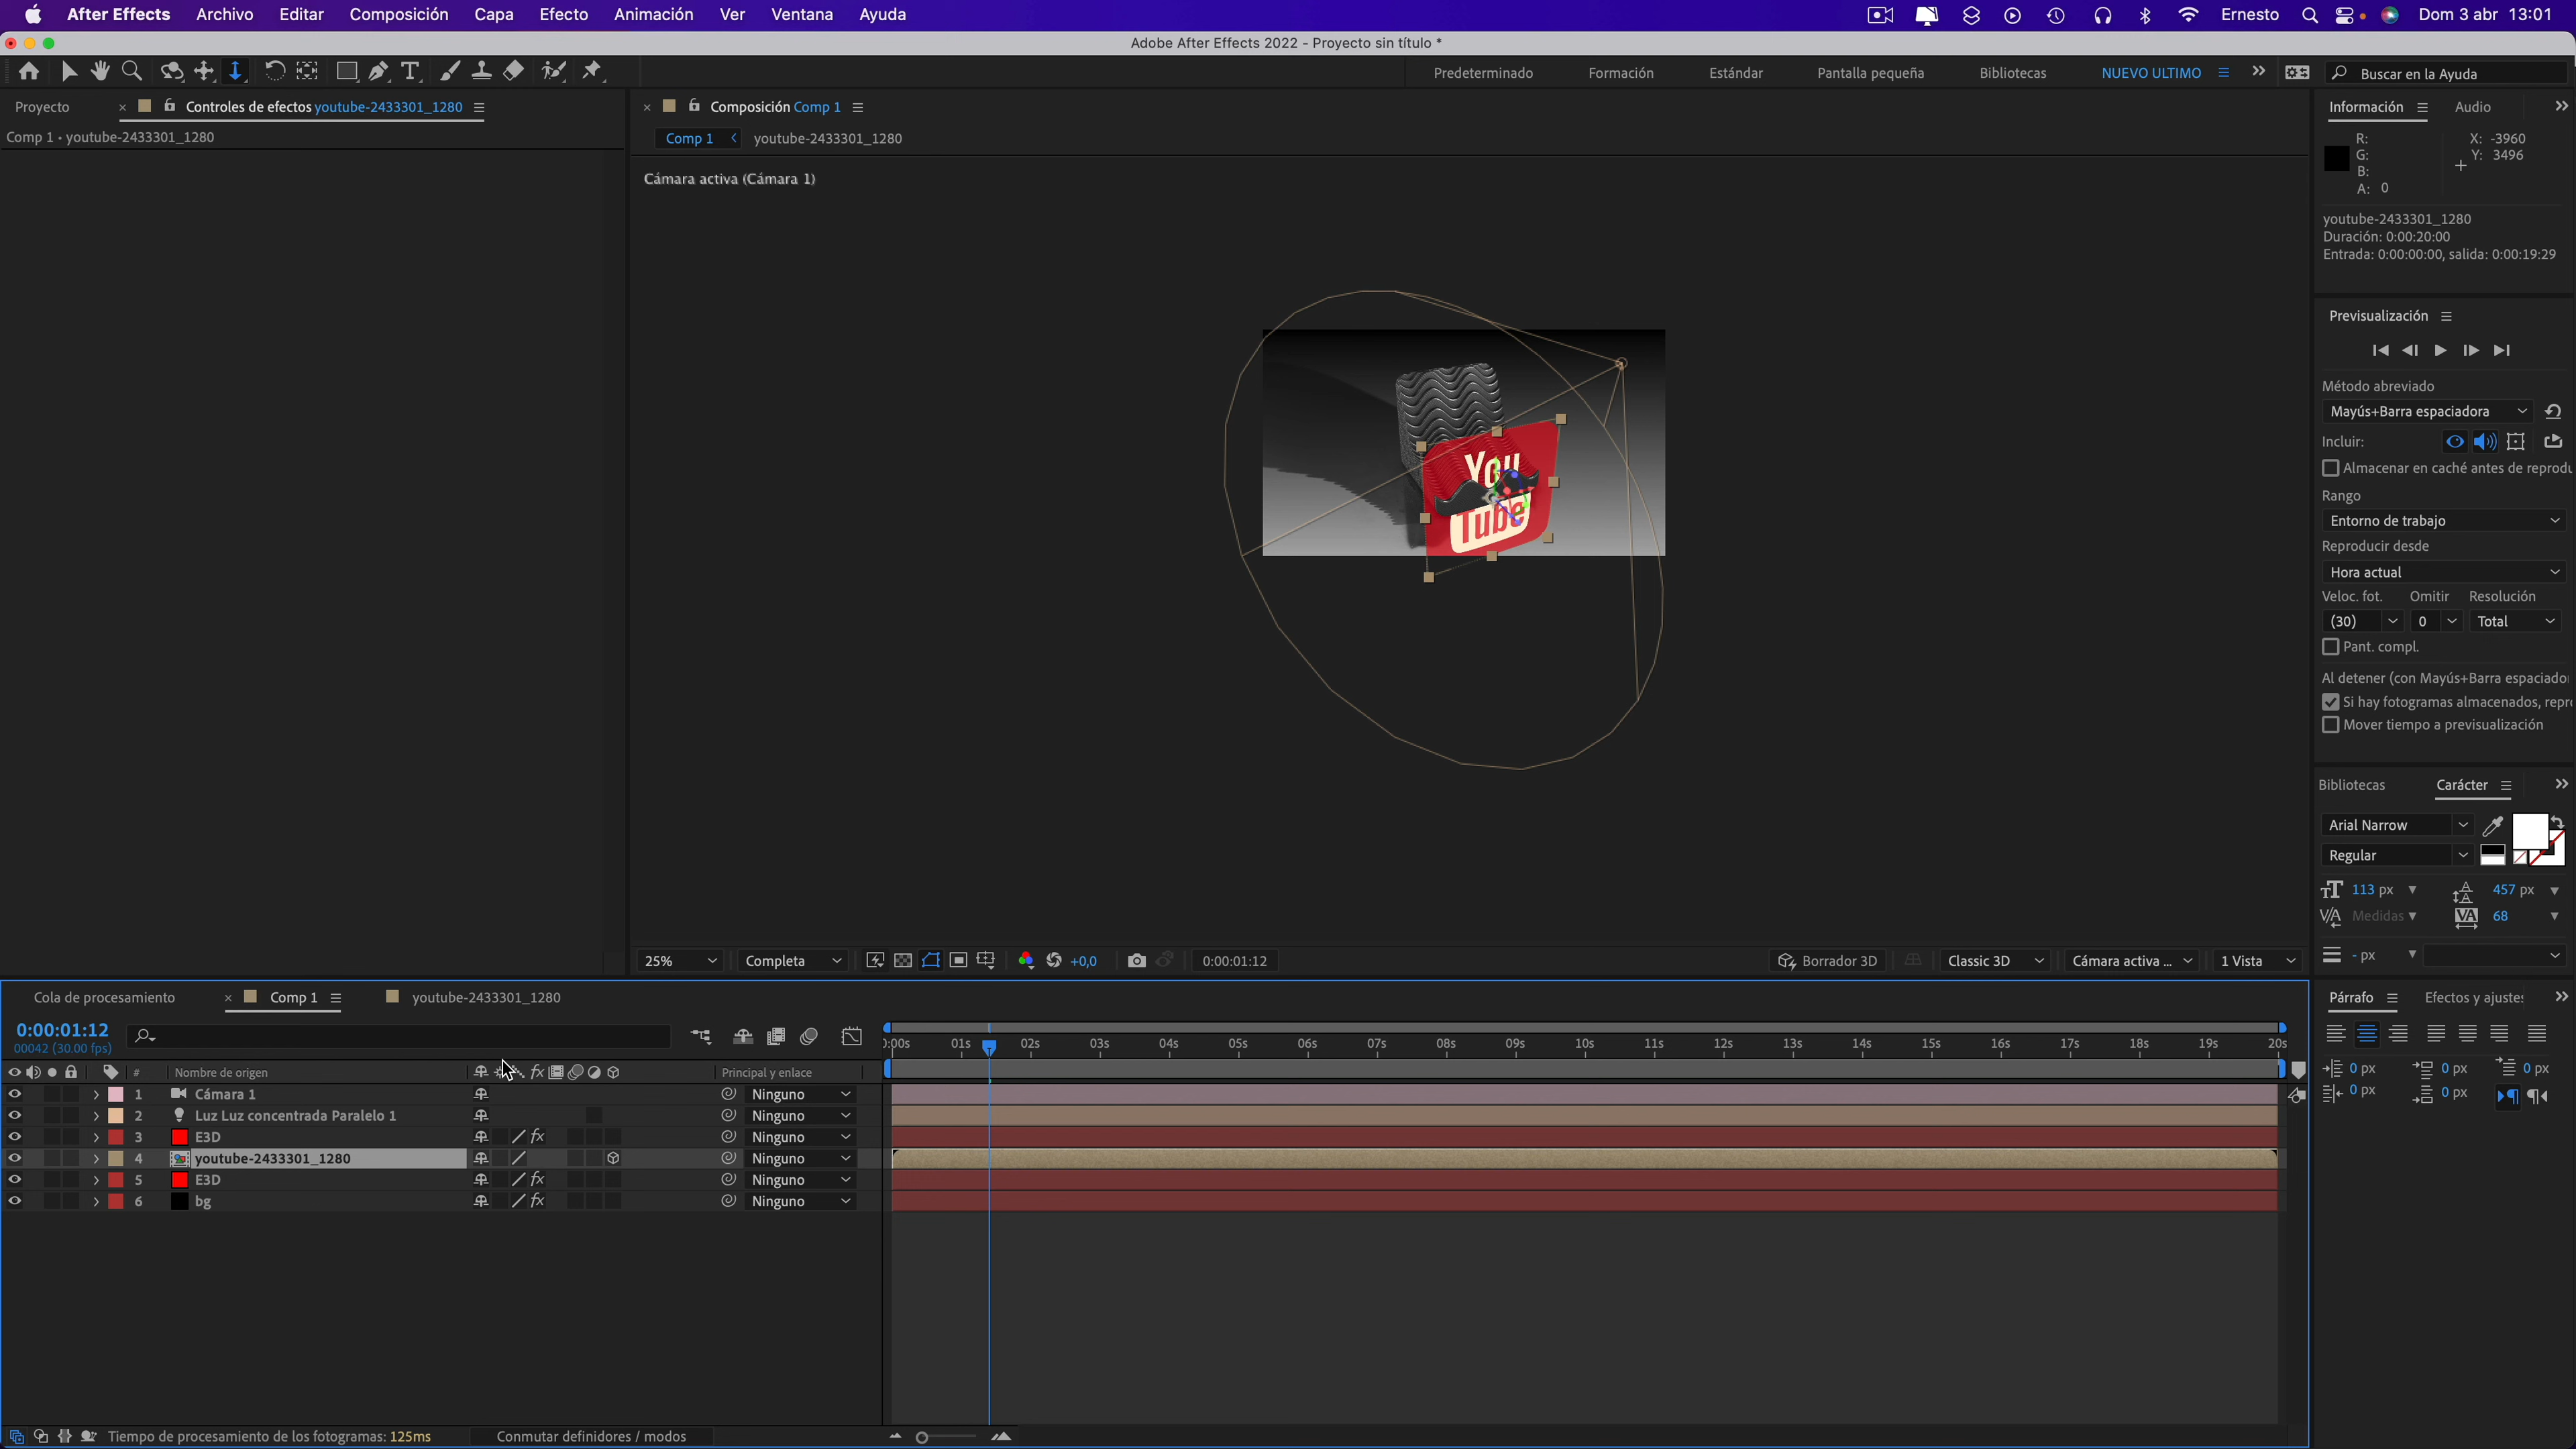 After Effects Archivo Editar Composición Capa Efecto Animación Ver Ventana Ayuda Ernesto Dom 3 abr 13:01
Adobe After Effects 2022 - Proyecto sin título *
Predeterminado Formación Estándar Pantalla pequeña Bibliotecas NUEVO ULTIMO Buscar en la Ayuda
Proyecto × Controles de efectos youtube-2433301_1280
Comp 1 • youtube-2433301_1280
× Composición Comp 1
Comp 1 youtube-2433301_1280
Cámara activa (Cámara 1)
You
Tube
25% Completa +0,0 0:00:01:12 Borrador 3D Classic 3D Cámara activa ... 1 Vista
Información Audio
R: X: -3960
G: Y: 3496
B:
A: 0
youtube-2433301_1280
Duración: 0:00:20:00
Entrada: 0:00:00:00, salida: 0:00:19:29
Previsualización
Método abreviado
Mayús+Barra espaciadora
Incluir:
Almacenar en caché antes de reprodu
Rango
Entorno de trabajo
Reproducir desde
Hora actual
Veloc. fot. Omitir Resolución
(30) 0 Total
Pant. compl.
Al detener (con Mayús+Barra espaciado
Si hay fotogramas almacenados, repr
Mover tiempo a previsualización
Bibliotecas Carácter
Arial Narrow
Regular
113 px 457 px
Medidas 68
- px
Párrafo Efectos y ajustes
0 px 0 px 0 px
0 px 0 px
Cola de procesamiento × Comp 1 youtube-2433301_1280
0:00:01:12
00042 (30.00 fps)
):00s 01s 02s 03s 04s 05s 06s 07s 08s 09s 10s 11s 12s 13s 14s 15s 16s 17s 18s 19s 20s
# Nombre de origen fx Principal y enlace
1 Cámara 1 Ninguno
2 Luz Luz concentrada Paralelo 1 Ninguno
3 E3D fx Ninguno
4 youtube-2433301_1280 Ninguno
5 E3D fx Ninguno
6 bg fx Ninguno
Tiempo de procesamiento de los fotogramas: 125ms Conmutar definidores / modos